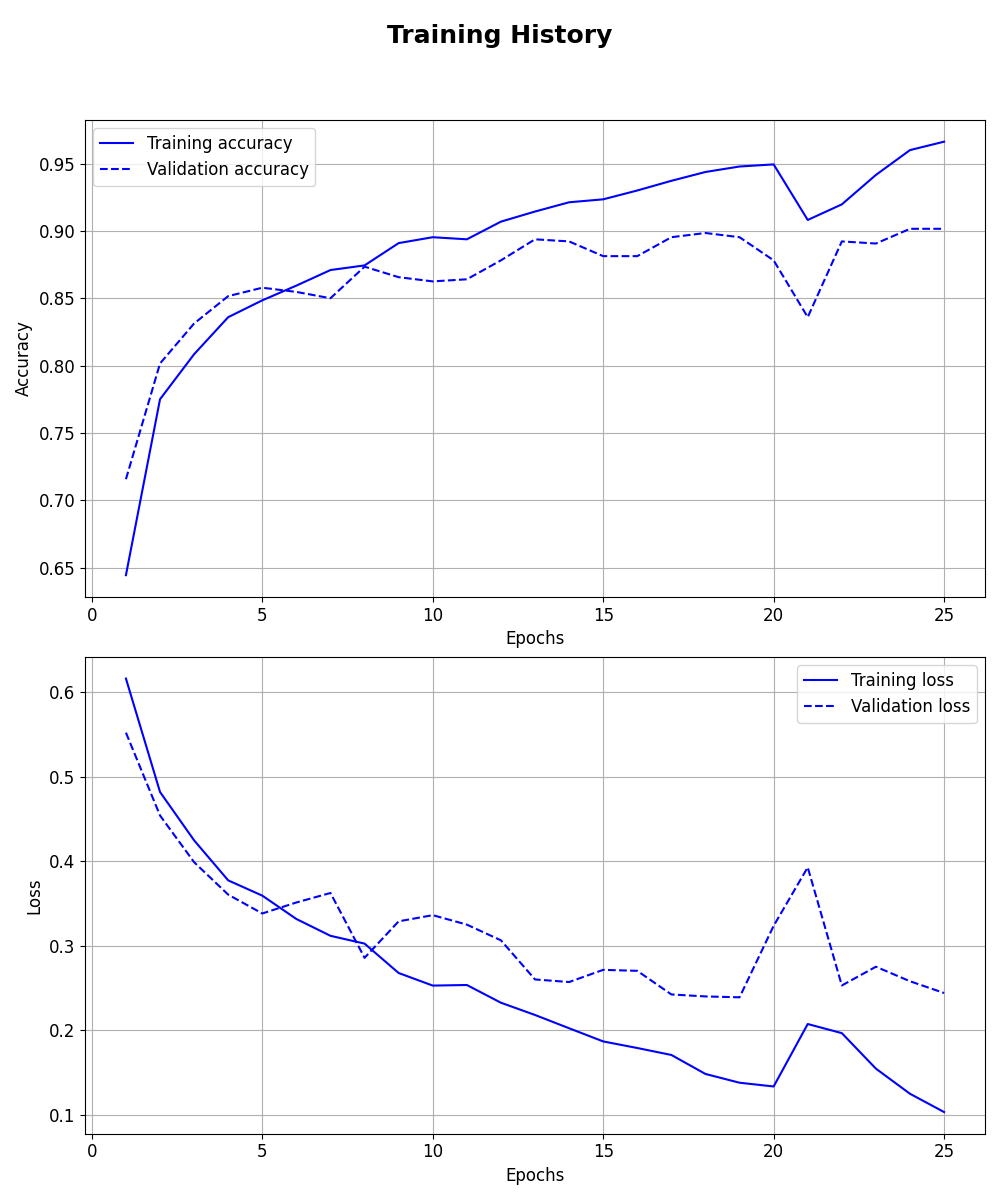 Training History
Training accuracy
Validation accuracy
0.95
0.90
0.85
0.80
0.75
0.70
0.65
Accuracy
0 5 10 15 20 25
Epochs
Training loss
Validation loss
0.6
0.5
0.4
0.3
0.2
0.1
Loss
0 5 10 15 20 25
Epochs